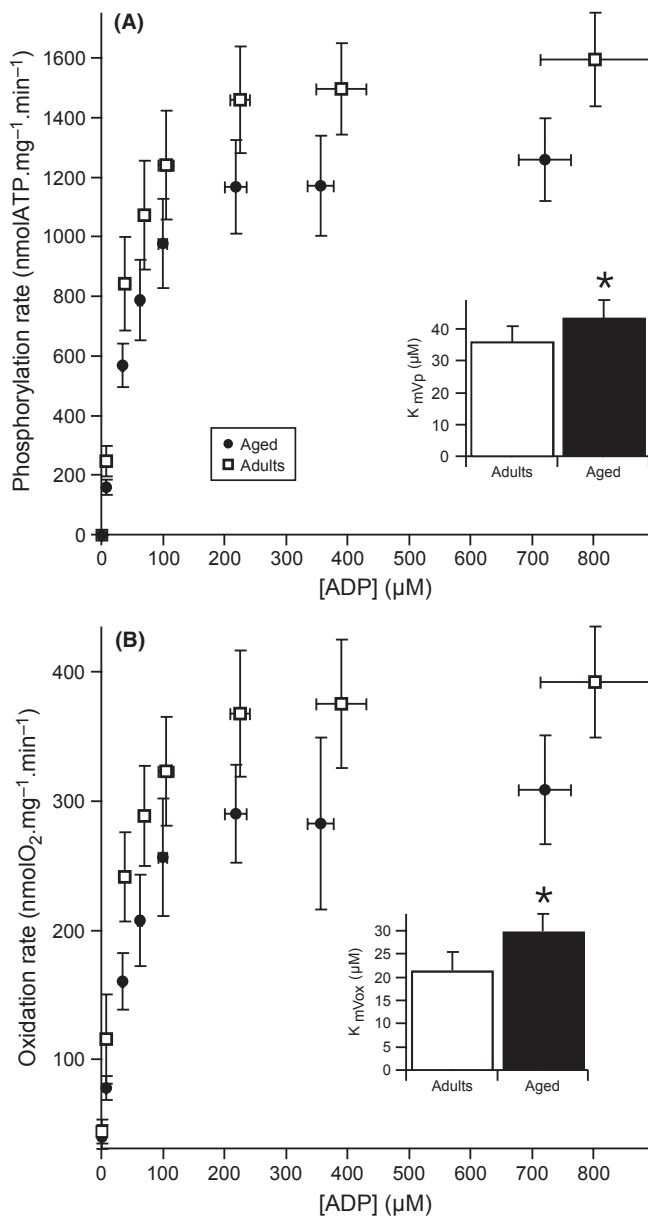 (A)
Phosphorylation rate (nmolATP.mg⁻¹.min⁻¹)
1600
1400
1200
1000
800
600
400
200
0
Aged
Adults
K mVp (µM)
40
30
20
10
0
*
Adults Aged
0 100 200 300 400 500 600 700 800
[ADP] (µM)
(B)
Oxidation rate (nmolO₂.mg⁻¹.min⁻¹)
400
300
200
100
K mVox (µM)
30
25
20
15
10
5
0
*
Adults Aged
0 100 200 300 400 500 600 700 800
[ADP] (µM)